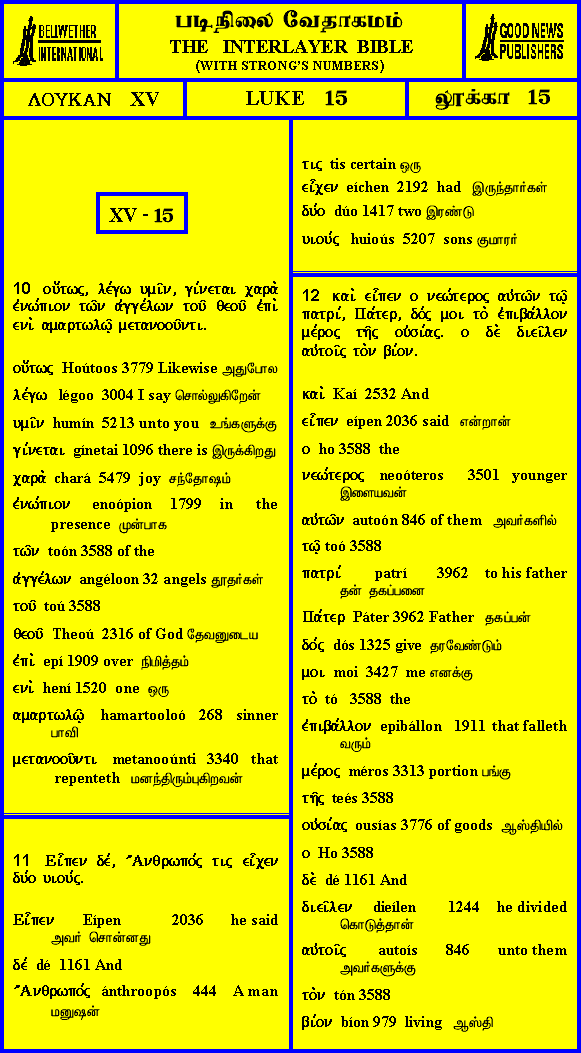 BELLWETHER
INTERNATIONAL
படிநிலை வேதாகமம்
THE INTERLAYER BIBLE
(WITH STRONG'S NUMBERS)
GOOD NEWS
PUBLISHERS
ΛΟΥΚΑΝ XV
LUKE 15
லூக்கா 15
XV - 15
10 οὕτως, λέγω υμῖν, γίνεται χαρὰ
ἐνώπιον τῶν ἀγγέλων τοῦ θεοῦ ἐπὶ
ενὶ αμαρτωλῷ μετανοοῦντι.
οὕτως Hoútoos 3779 Likewise அதுபோல
λέγω légoo 3004 I say சொல்லுகிறேன்
υμῖν humín 5213 unto you உங்களுக்கு
γίνεται gínetai 1096 there is இருக்கிறது
χαρὰ chará 5479 joy சந்தோஷம்
ἐνώπιον enoópion 1799 in the
presence முன்பாக
τῶν toón 3588 of the
ἀγγέλων angéloon 32 angels தூதர்கள்
τοῦ toú 3588
θεοῦ Theoú 2316 of God தேவனுடைய
ἐπὶ epí 1909 over நிமித்தம்
ενὶ hení 1520 one ஒரு
αμαρτωλῷ hamartooloó 268 sinner
பாவி
μετανοοῦντι metanooúnti 3340 that
repenteth மனந்திரும்புகிறவன்
11 Εἶπεν δέ, Ἄνθρωπός τις εἶχεν
δύο υιούς.
Εἶπεν Eípen 2036 he said
அவர் சொன்னது
δέ dé 1161 And
Ἄνθρωπός ánthroopós 444 A man
மனுஷன்
τις tis certain ஒரு
εἶχεν eíchen 2192 had இருந்தார்கள்
δύο dúo 1417 two இரண்டு
υιούς huioús 5207 sons குமாரர்
12 καὶ εἶπεν ο νεώτερος αὐτῶν τῷ
πατρί, Πάτερ, δός μοι τὸ ἐπιβάλλον
μέρος τῆς οὐσίας. ο δὲ διεῖλεν
αὐτοῖς τὸν βίον.
καὶ Kaí 2532 And
εἶπεν eípen 2036 said என்றான்
ο ho 3588 the
νεώτερος neoóteros 3501 younger
இளையவன்
αὐτῶν autoón 846 of them அவர்களில்
τῷ toó 3588
πατρί patrí 3962 to his father
தன் தகப்பனை
Πάτερ Páter 3962 Father தகப்பன்
δός dós 1325 give தரவேண்டும்
μοι moi 3427 me எனக்கு
τὸ tó 3588 the
ἐπιβάλλον epibállon 1911 that falleth
வரும்
μέρος méros 3313 portion பங்கு
τῆς teés 3588
οὐσίας ousías 3776 of goods ஆஸ்தியில்
ο Ho 3588
δὲ dé 1161 And
διεῖλεν dieílen 1244 he divided
கொடுத்தான்
αὐτοῖς autoís 846 unto them
அவர்களுக்கு
τὸν tón 3588
βίον bíon 979 living ஆஸ்தி